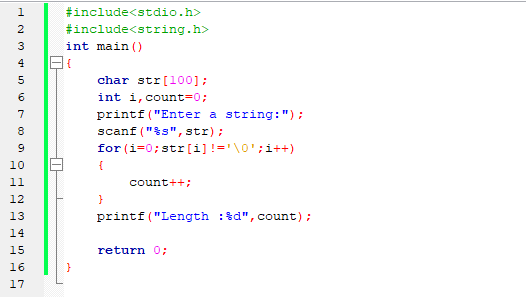 1 #include<stdio.h>
2 #include<string.h>
3 int main()
4 {
5     char str[100];
6     int i,count=0;
7     printf("Enter a string:");
8     scanf("%s",str);
9     for(i=0;str[i]!='\0';i++)
10     {
11         count++;
12     }
13     printf("Length :%d",count);
14
15     return 0;
16 }
17